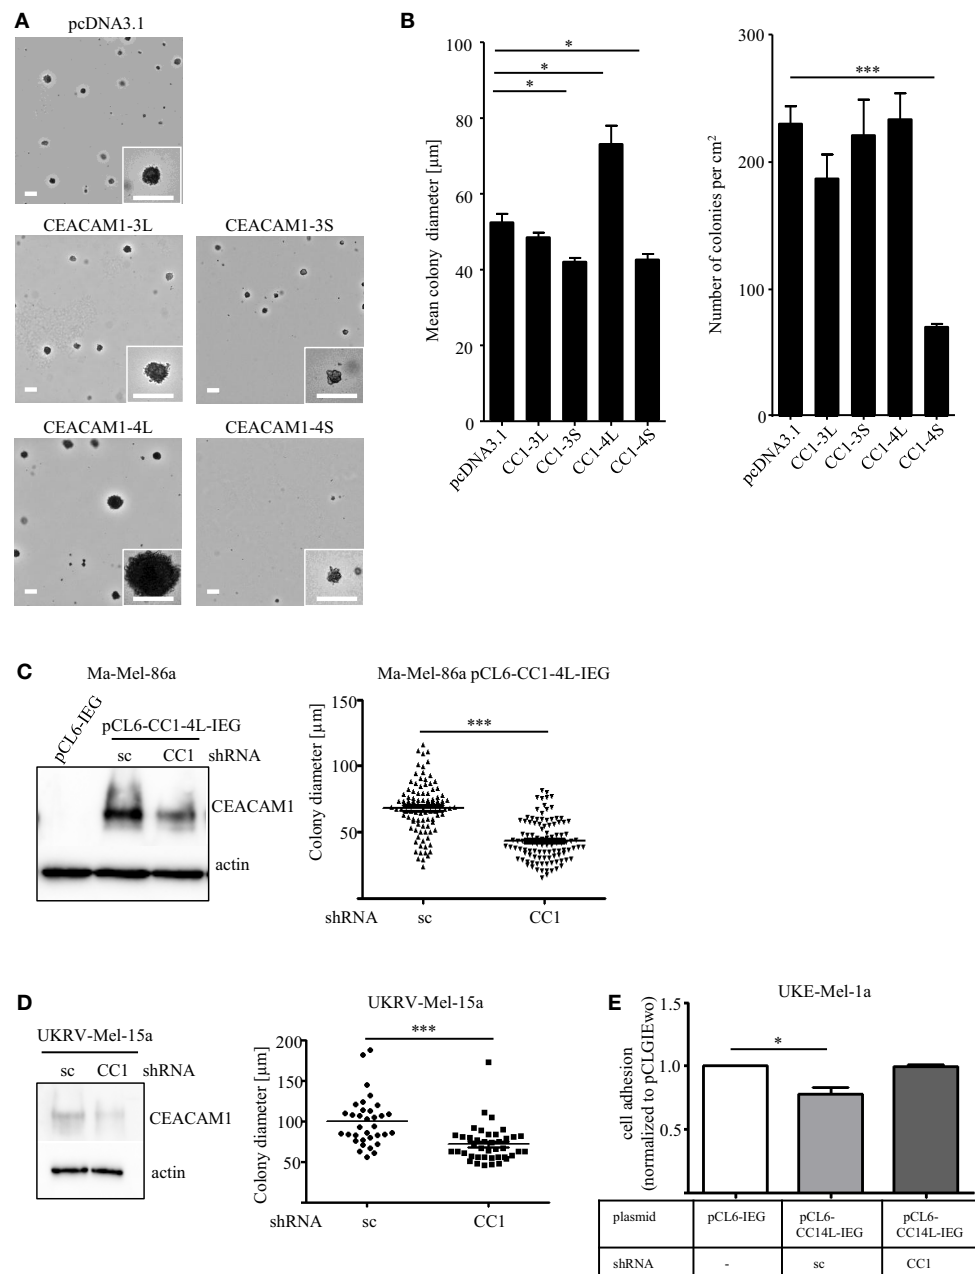 A
pcDNA3.1
CEACAM1-3L
CEACAM1-3S
CEACAM1-4L
CEACAM1-4S
B
Mean colony diameter [µm]
100
80
60
40
20
0
*
*
*
pcDNA3.1
CC1-3L
CC1-3S
CC1-4L
CC1-4S
Number of colonies per cm2
300
200
100
0
***
pcDNA3.1
CC1-3L
CC1-3S
CC1-4L
CC1-4S
C
Ma-Mel-86a
pCL6-IEG
pCL6-CC1-4L-IEG
sc CC1 shRNA
CEACAM1
actin
Ma-Mel-86a pCL6-CC1-4L-IEG
Colony diameter [µm]
150
100
50
***
shRNA sc CC1
D
UKRV-Mel-15a
sc CC1 shRNA
CEACAM1
actin
UKRV-Mel-15a
Colony diameter [µm]
200
150
100
50
***
shRNA sc CC1
E
UKE-Mel-1a
cell adhesion
(normalized to pCLGIEwo)
1.5
1.0
0.5
*
plasmid pCL6-IEG pCL6-CC14L-IEG pCL6-CC14L-IEG
shRNA - sc CC1